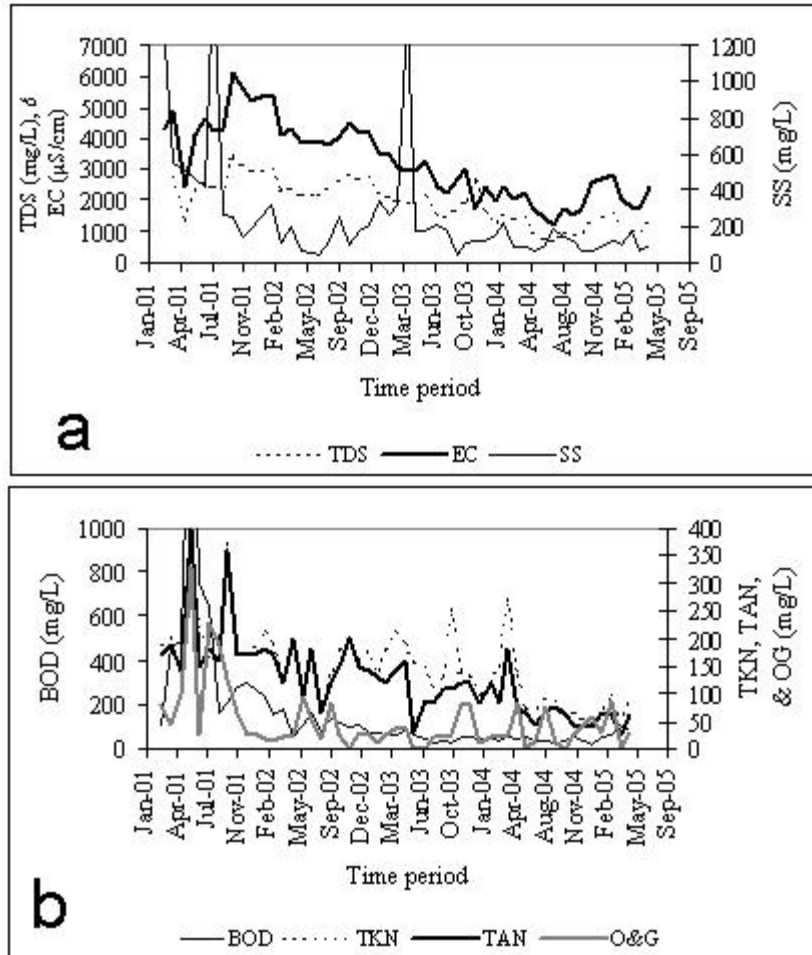 7000
6000
5000
4000
3000
2000
1000
0
TDS (mg/L), &
EC (µS/cm)
1200
1000
800
600
400
200
0
SS (mg/L)
Jan-01
Apr-01
Jul-01
Nov-01
Feb-02
May-02
Sep-02
Dec-02
Mar-03
Jun-03
Oct-03
Jan-04
Apr-04
Aug-04
Nov-04
Feb-05
May-05
Sep-05
Time period
a
TDS EC SS
1000
800
600
400
200
0
BOD (mg/L)
400
350
300
250
200
150
100
50
0
TKN, TAN,
& OG (mg/L)
Jan-01
Apr-01
Jul-01
Nov-01
Feb-02
May-02
Sep-02
Dec-02
Mar-03
Jun-03
Oct-03
Jan-04
Apr-04
Aug-04
Nov-04
Feb-05
May-05
Sep-05
Time period
b
BOD TKN TAN O&G